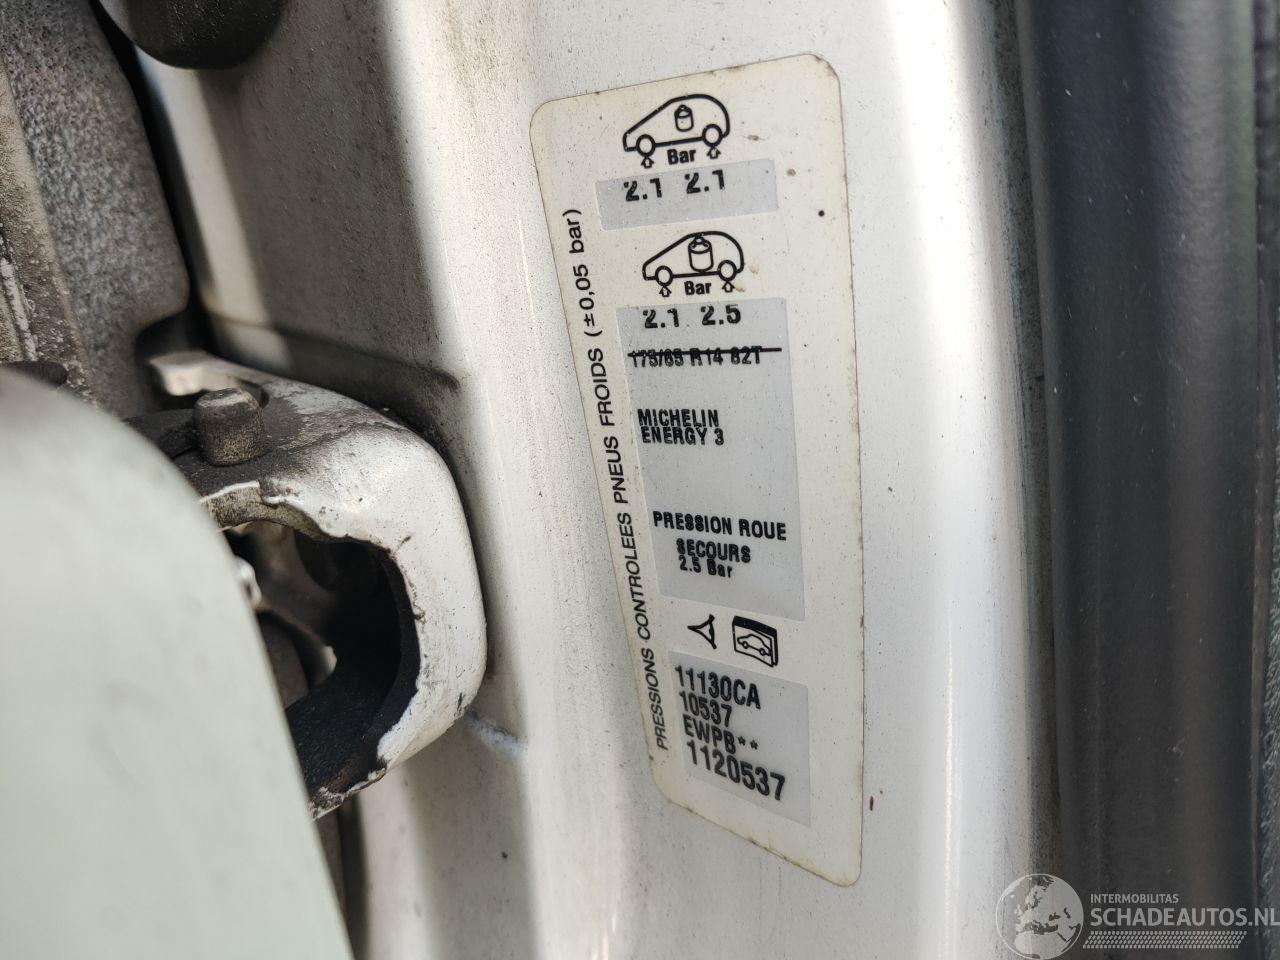 Bar
2.1 2.1
Bar
2.1 2.5
175/65 R14 82T
MICHELIN
ENERGY 3
PRESSION ROUE
SECOURS
2.5 Bar
PRESSIONS CONTROLEES PNEUS FROIDS (±0,05 bar)
11130CA
10537
EWPB**
1120537
INTERMOBILITAS
SCHADEAUTOS.NL